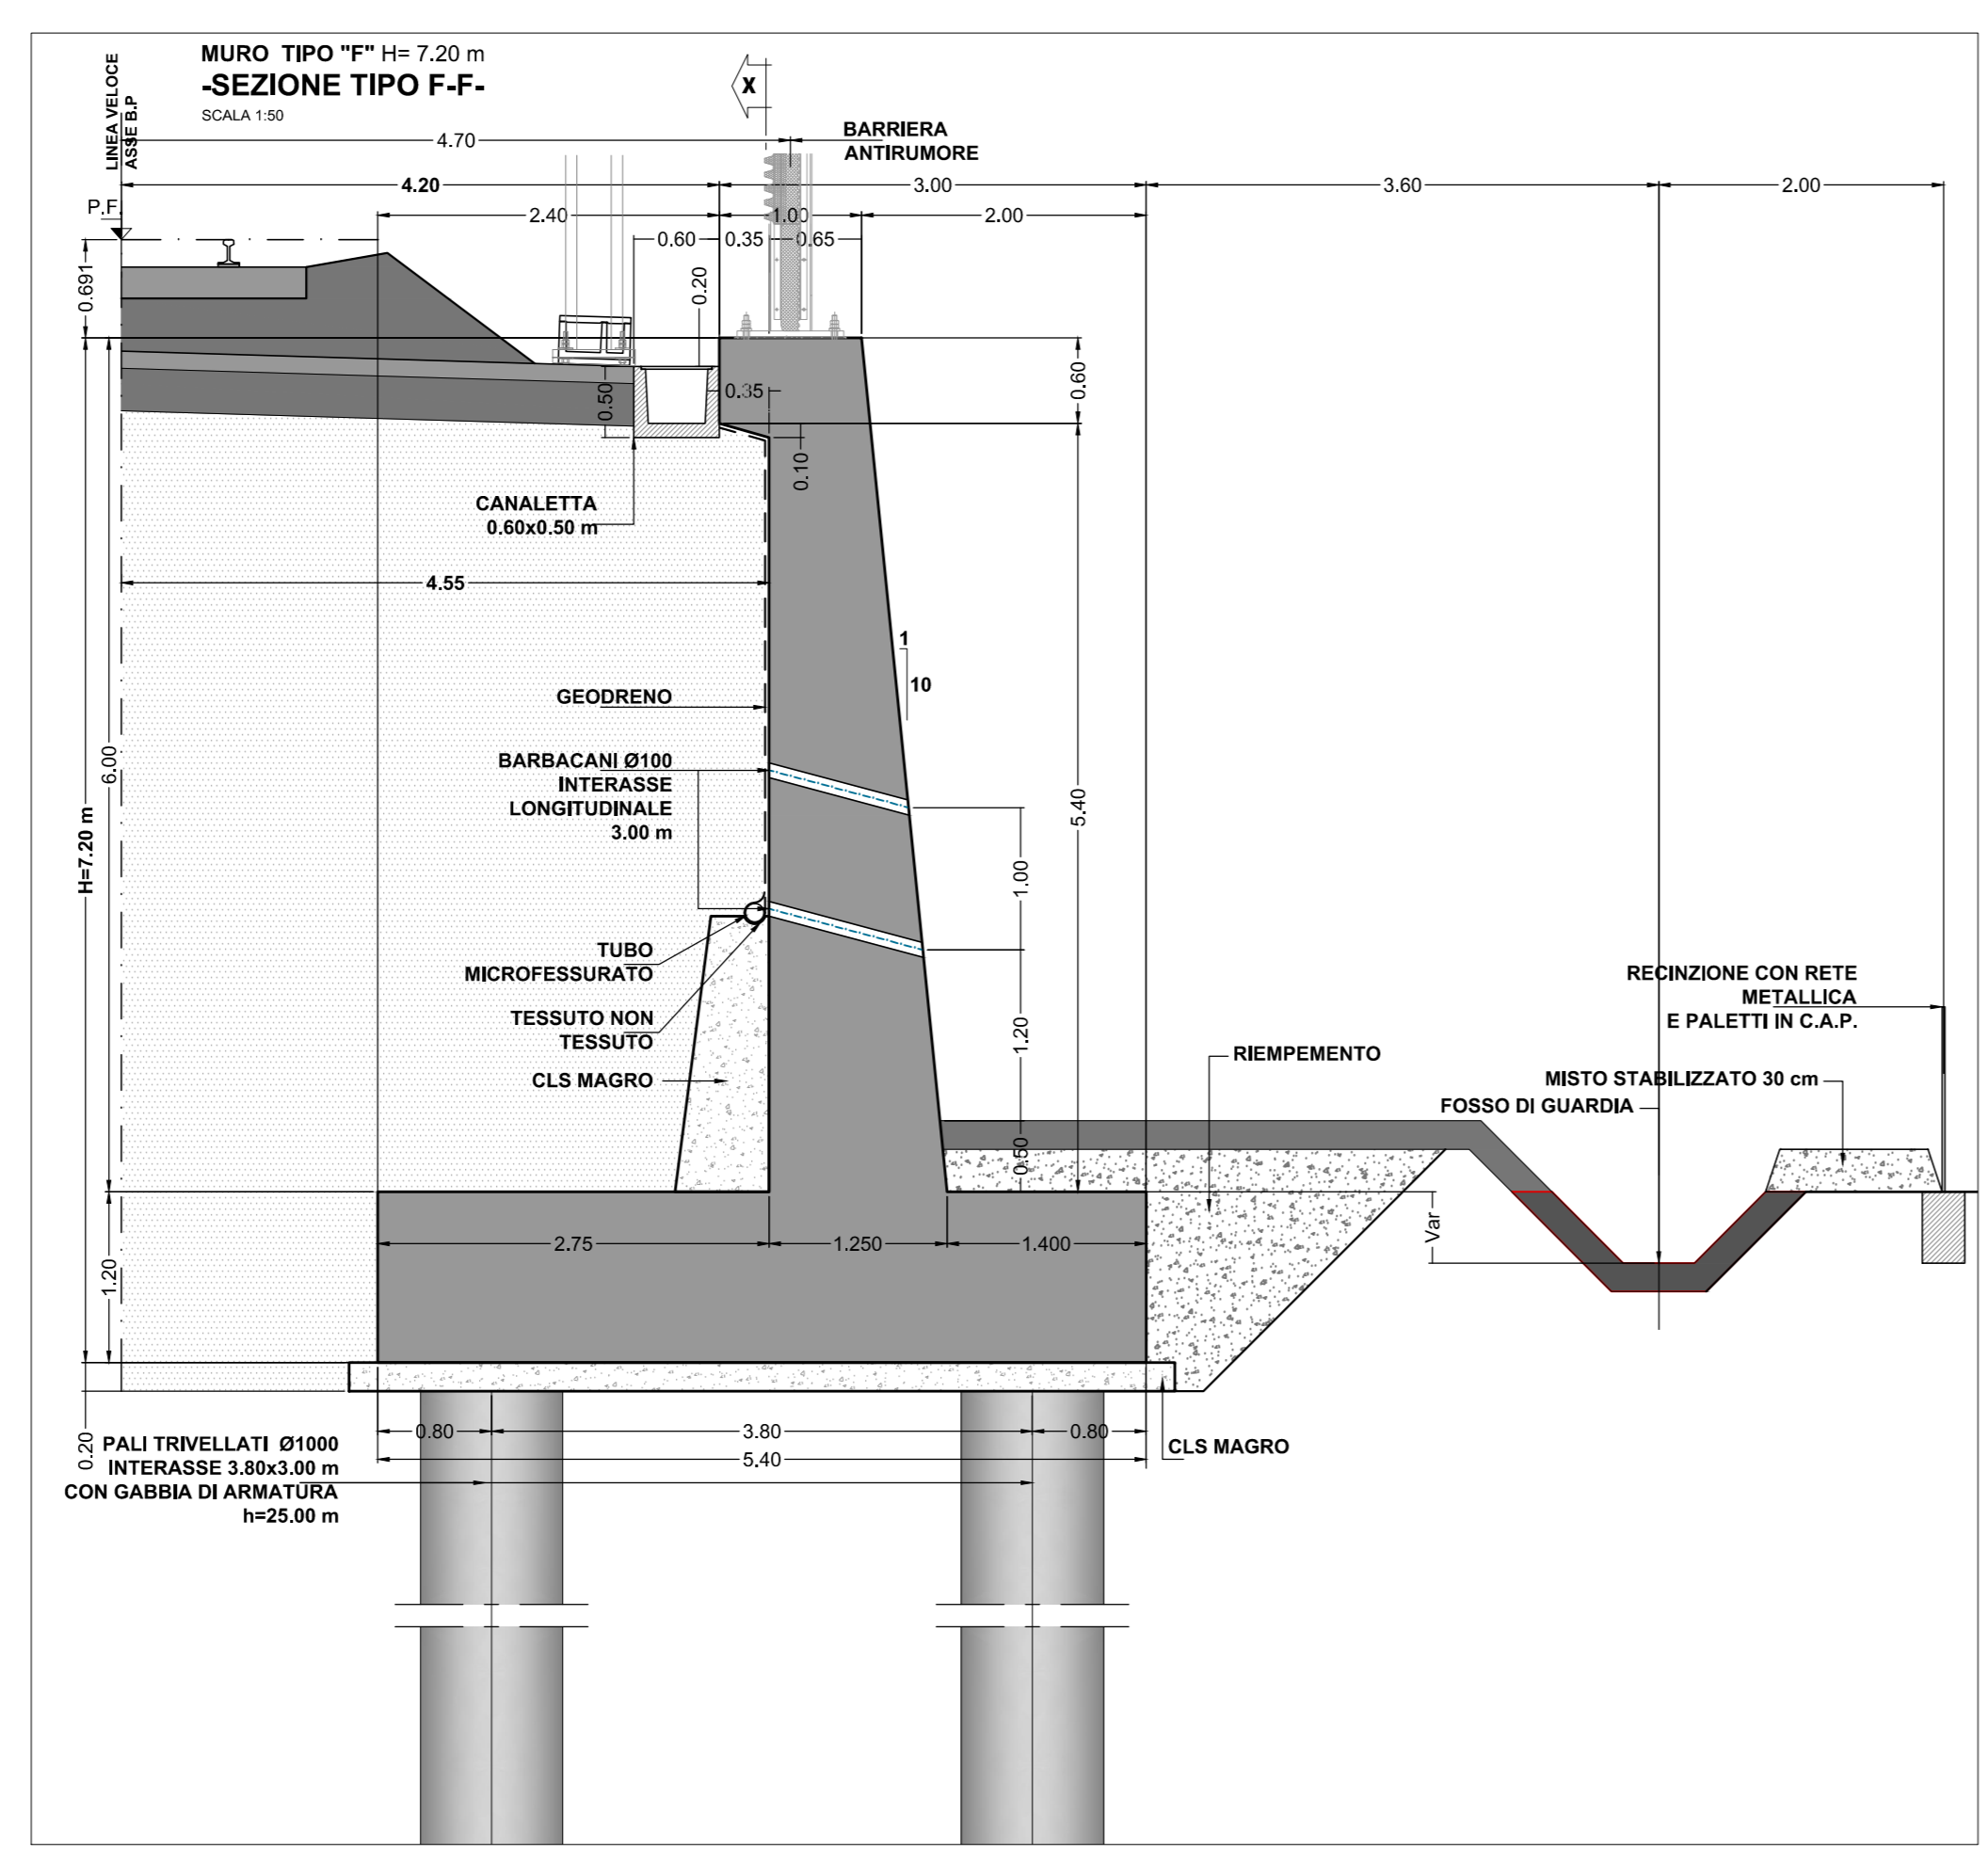 MURO TIPO "F" H= 7.20 m
-SEZIONE TIPO F-F-
SCALA 1:50
LINEA VELOCE
ASSE B.P
X
4.70
BARRIERA
ANTIRUMORE
4.20
3.00
3.60
2.00
P.F.
2.40
1.00
2.00
0.60
0.35
0.65
0.691
0.20
0.50
0.35
0.60
0.10
CANALETTA
0.60x0.50 m
4.55
1
10
GEODRENO
BARBACANI Ø100
INTERASSE
LONGITUDINALE
3.00 m
6.00
H=7.20 m
5.40
1.00
TUBO
MICROFESSURATO
TESSUTO NON
TESSUTO
CLS MAGRO
1.20
0.50
RECINZIONE CON RETE
METALLICA
E PALETTI IN C.A.P.
RIEMPEMENTO
MISTO STABILIZZATO 30 cm
FOSSO DI GUARDIA
Var
2.75
1.250
1.400
1.20
0.20
0.80
3.80
0.80
5.40
CLS MAGRO
PALI TRIVELLATI Ø1000
INTERASSE 3.80x3.00 m
CON GABBIA DI ARMATURA
h=25.00 m